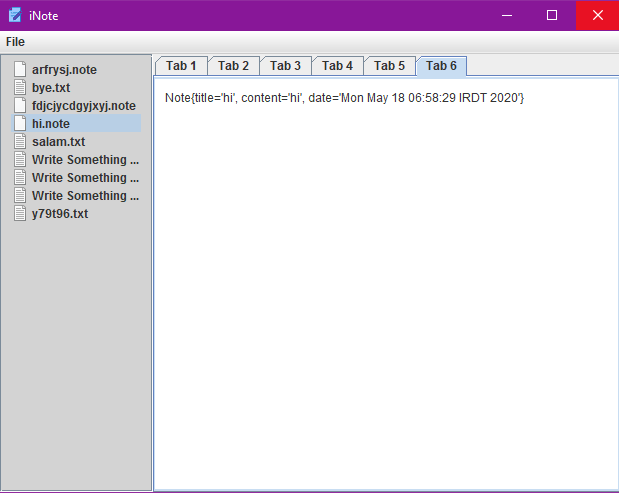 iNote
File
arfrysj.note
bye.txt
fdjcjycdgyjxyj.note
hi.note
salam.txt
Write Something ...
Write Something ...
Write Something ...
y79t96.txt
Tab 1 Tab 2 Tab 3 Tab 4 Tab 5 Tab 6
Note{title='hi', content='hi', date='Mon May 18 06:58:29 IRDT 2020'}